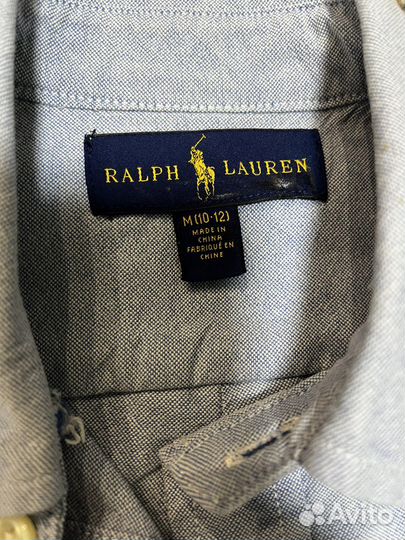 RALPH LAUREN
M(10-12)
MADE IN
CHINA
FABRIQUÉ EN
CHINE
Avito